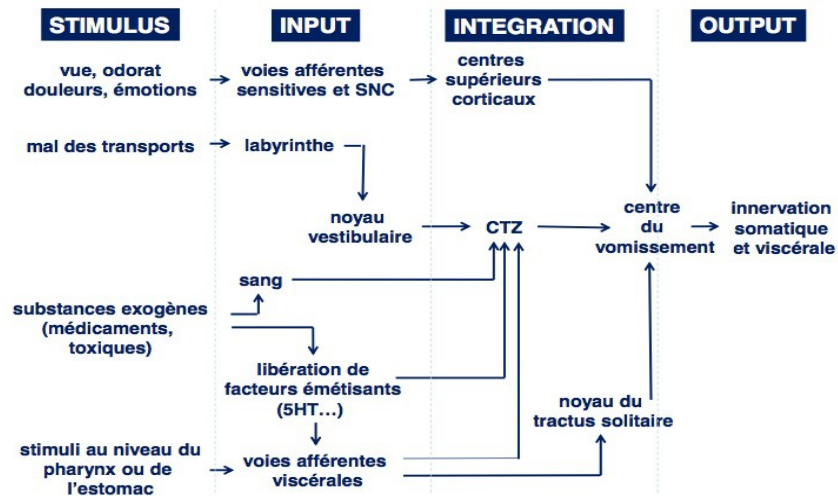 STIMULUS
INPUT
INTEGRATION
OUTPUT
vue, odorat
douleurs, émotions
voies afférentes
sensitives et SNC
centres
supérieurs
corticaux
mal des transports
labyrinthe
noyau
vestibulaire
CTZ
centre
du
vomissement
innervation
somatique
et viscérale
sang
substances exogènes
(médicaments,
toxiques)
libération de
facteurs émétisants
(5HT...)
noyau du
tractus solitaire
stimuli au niveau du
pharynx ou de
l'estomac
voies afférentes
viscérales